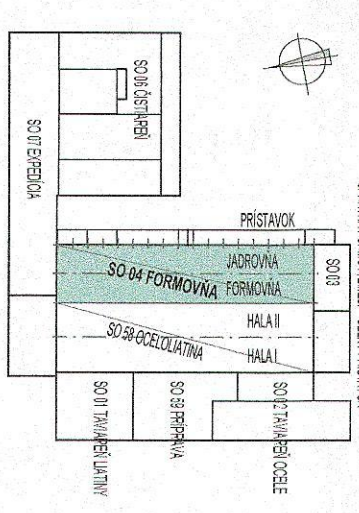 SO 06 ČISTIAREŇ
SO 07 EXPEDÍCIA
PRÍSTAVOK
JADROVŇA
SO 04 FORMOVŇA
FORMOVŇA
SO 03
HALA II
SO 58 OCEĽOLIATINA
HALA I
SO 01 TAVIAREŇ LIATINY
SO 59 PRÍPRAVA
SO 02 TAVIAREŇ OCELE